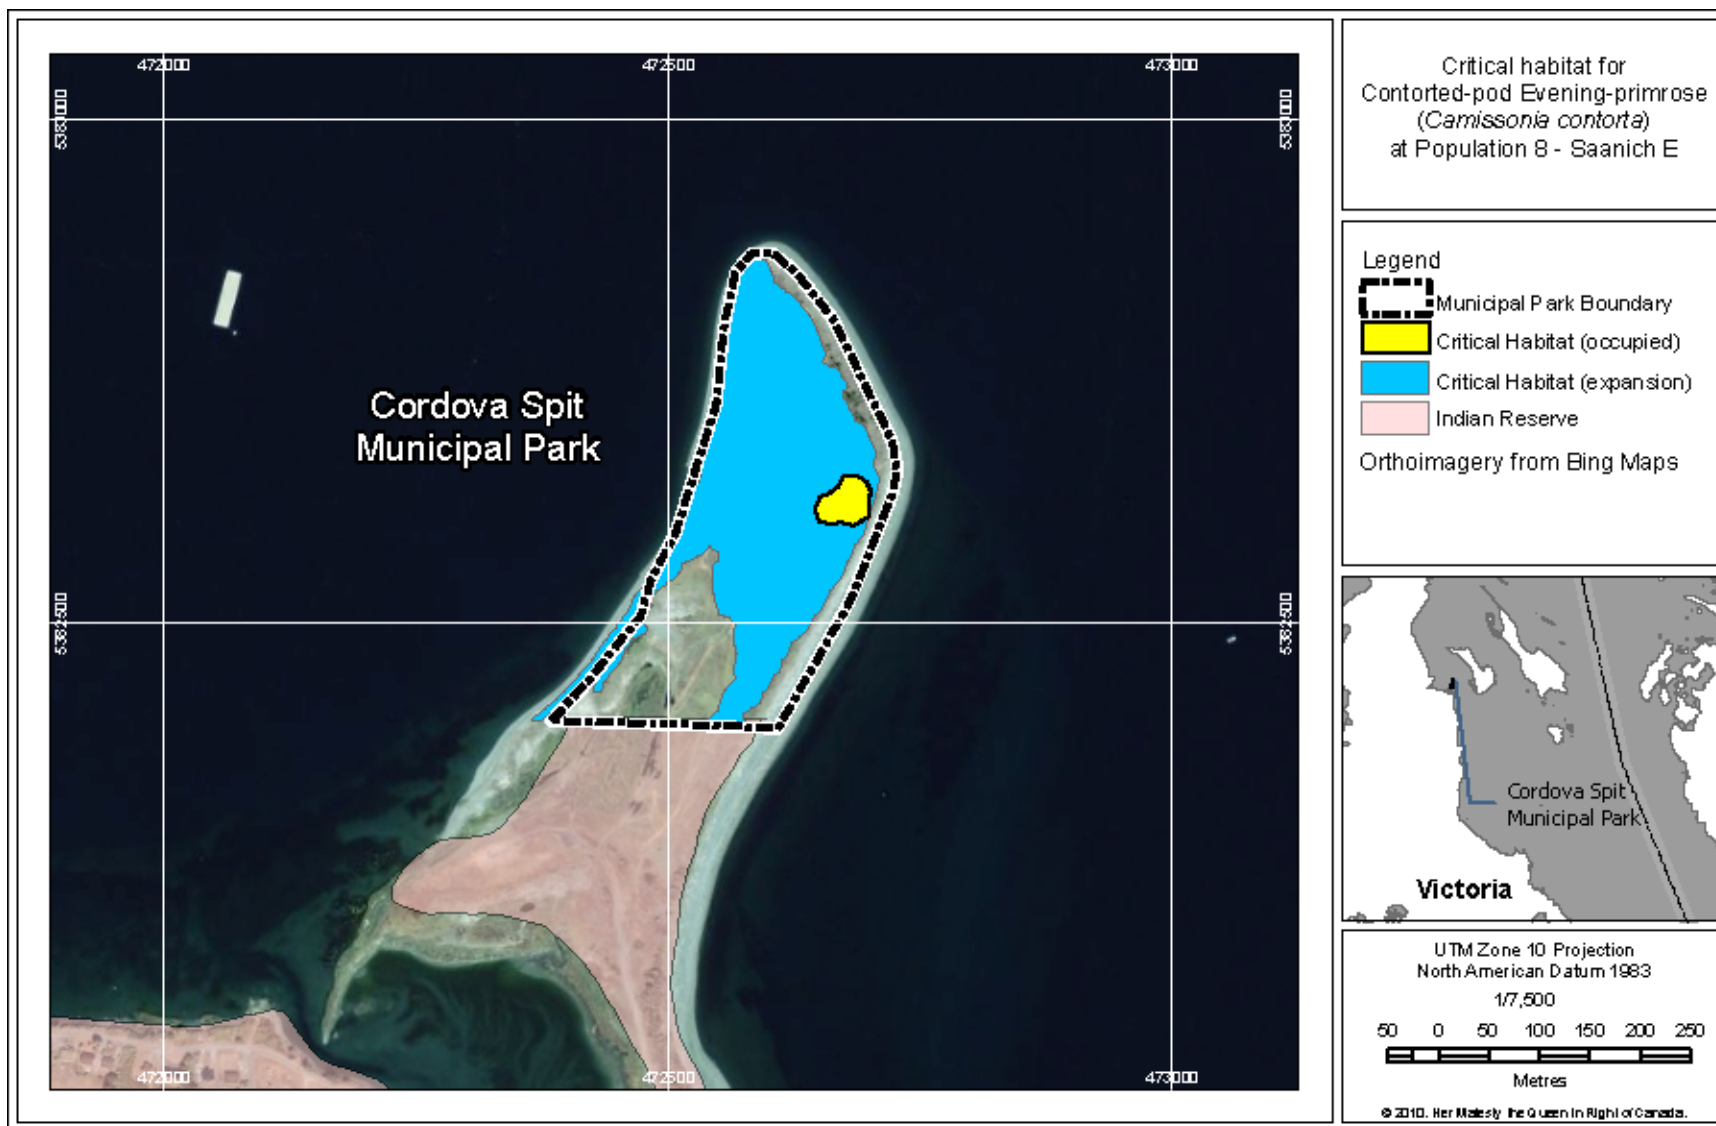 472000 472500 473000
5383000 5383000
Cordova Spit
Municipal Park
5382500 5382500
472000 472500 473000
Critical habitat for
Contorted-pod Evening-primrose
(Camissonia contorta)
at Population 8 - Saanich E
Legend
Municipal Park Boundary
Critical Habitat (occupied)
Critical Habitat (expansion)
Indian Reserve
Orthoimagery from Bing Maps
Cordova Spit
Municipal Park
Victoria
UTM Zone 10 Projection
North American Datum 1983
1/7,500
50 0 50 100 150 200 250
Metres
© 2010. Her Majesty the Queen in Right of Canada.